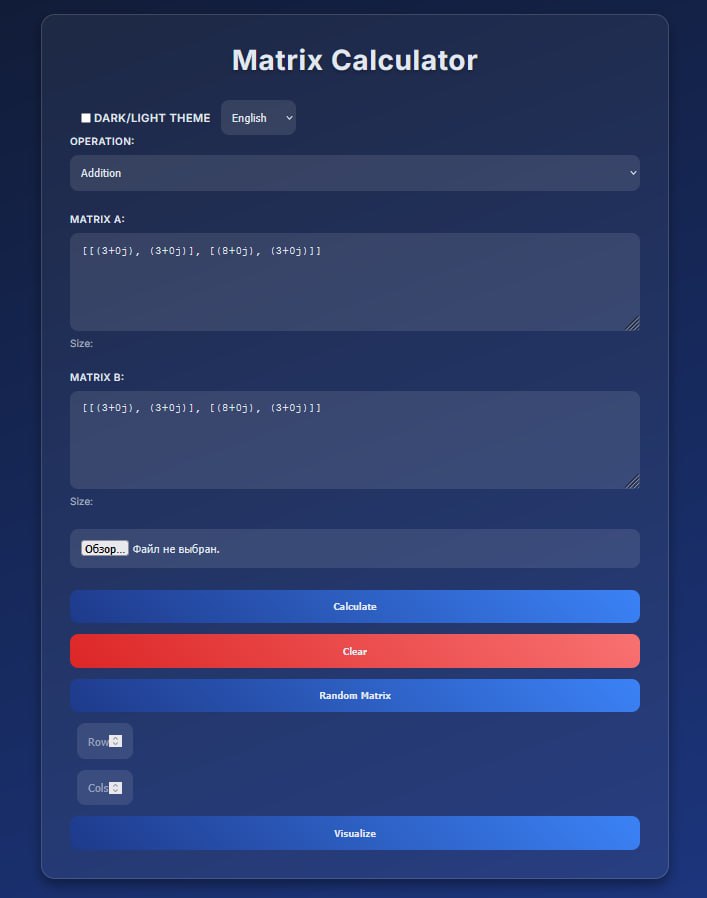 Matrix Calculator
DARK/LIGHT THEME English
OPERATION:
Addition
MATRIX A:
[[(3+0j), (3+0j)], [(8+0j), (3+0j)]]
Size:
MATRIX B:
[[(3+0j), (3+0j)], [(8+0j), (3+0j)]]
Size:
Обзор... Файл не выбран.
Calculate
Clear
Random Matrix
Row
Cols
Visualize